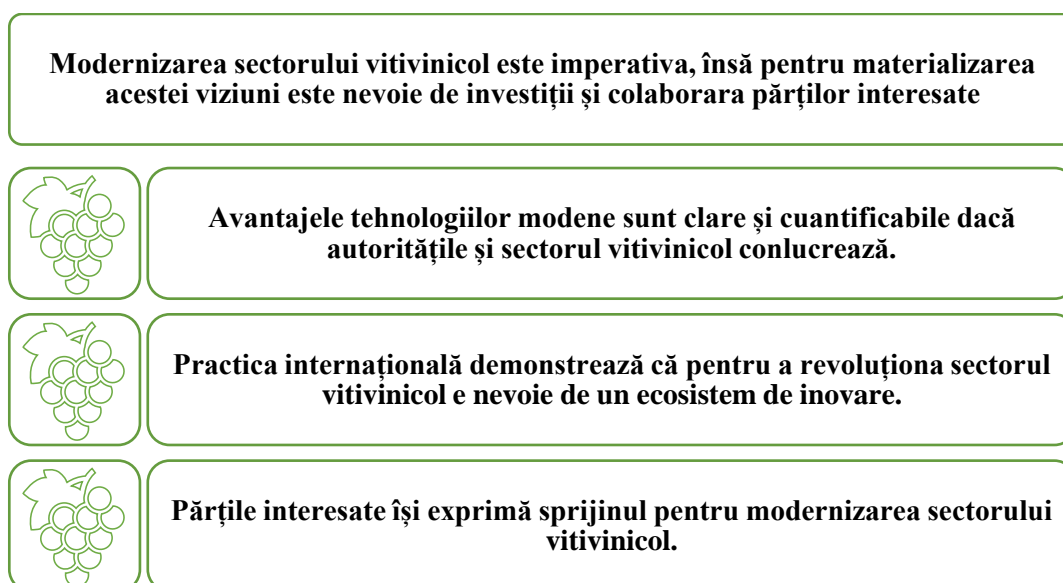 Modernizarea sectorului vitivinicol este imperativa, însă pentru materializarea
acestei viziuni este nevoie de investiții și colaborara părților interesate
Avantajele tehnologiilor modene sunt clare și cuantificabile dacă
autoritățile și sectorul vitivinicol conlucrează.
Practica internațională demonstrează că pentru a revoluționa sectorul
vitivinicol e nevoie de un ecosistem de inovare.
Părțile interesate își exprimă sprijinul pentru modernizarea sectorului
vitivinicol.